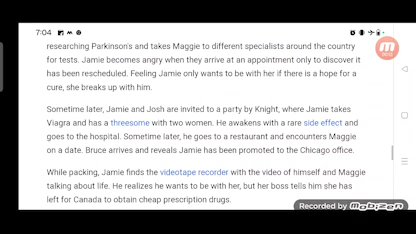 7:04
researching Parkinson's and takes Maggie to different specialists around the country
for tests. Jamie becomes angry when they arrive at an appointment only to discover it
has been rescheduled. Feeling Jamie only wants to be with her if there is a hope for a
cure, she breaks up with him.
Sometime later, Jamie and Josh are invited to a party by Knight, where Jamie takes
Viagra and has a threesome with two women. He awakens with a rare side effect and
goes to the hospital. Sometime later, he goes to a restaurant and encounters Maggie
on a date. Bruce arrives and reveals Jamie has been promoted to the Chicago office.
While packing, Jamie finds the videotape recorder with the video of himself and Maggie
talking about life. He realizes he wants to be with her, but her boss tells him she has
left for Canada to obtain cheap prescription drugs.
Recorded by Mobizen